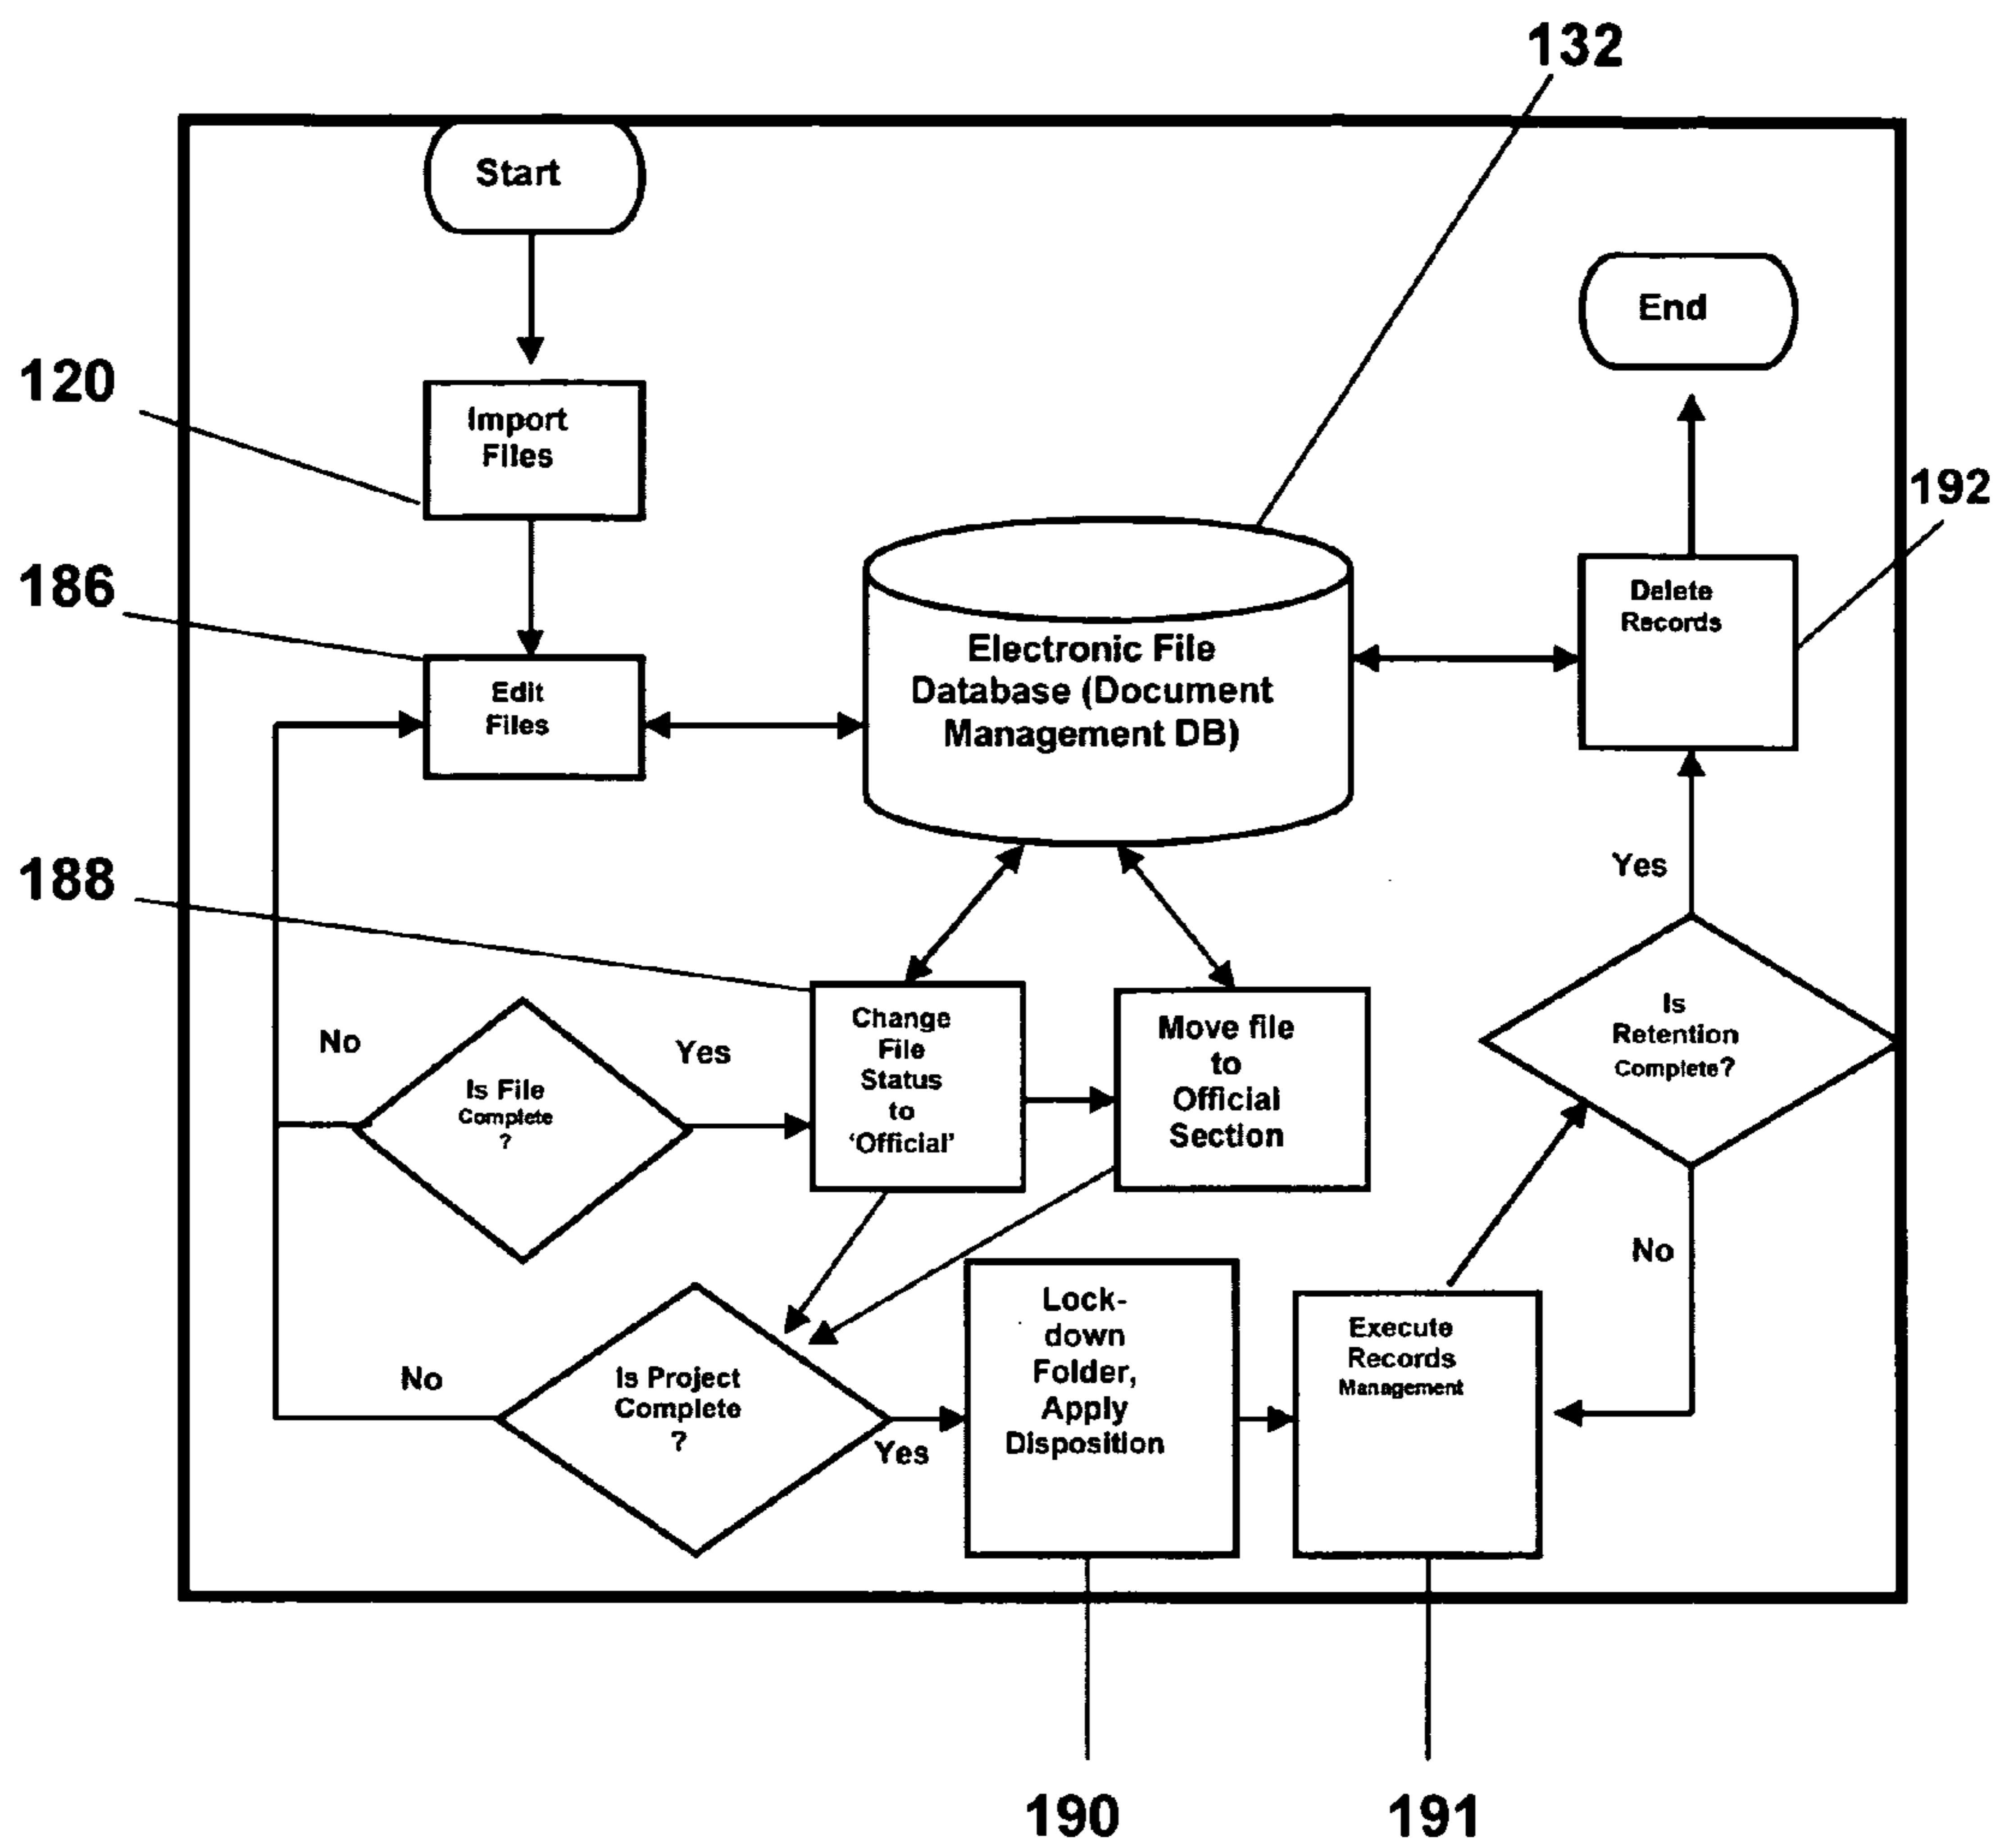 132
Start
End
120
Import
Files
192
186
Edit
Files
Electronic File
Database (Document
Management DB)
Delete
Records
188
Yes
No
Is File
Complete
?
Yes
Change
File
Status
to
'Official'
Move file
to
Official
Section
Is
Retention
Complete?
No
No
Is Project
Complete
?
Yes
Lock-
down
Folder,
Apply
Disposition
Execute
Records
Management
190
191